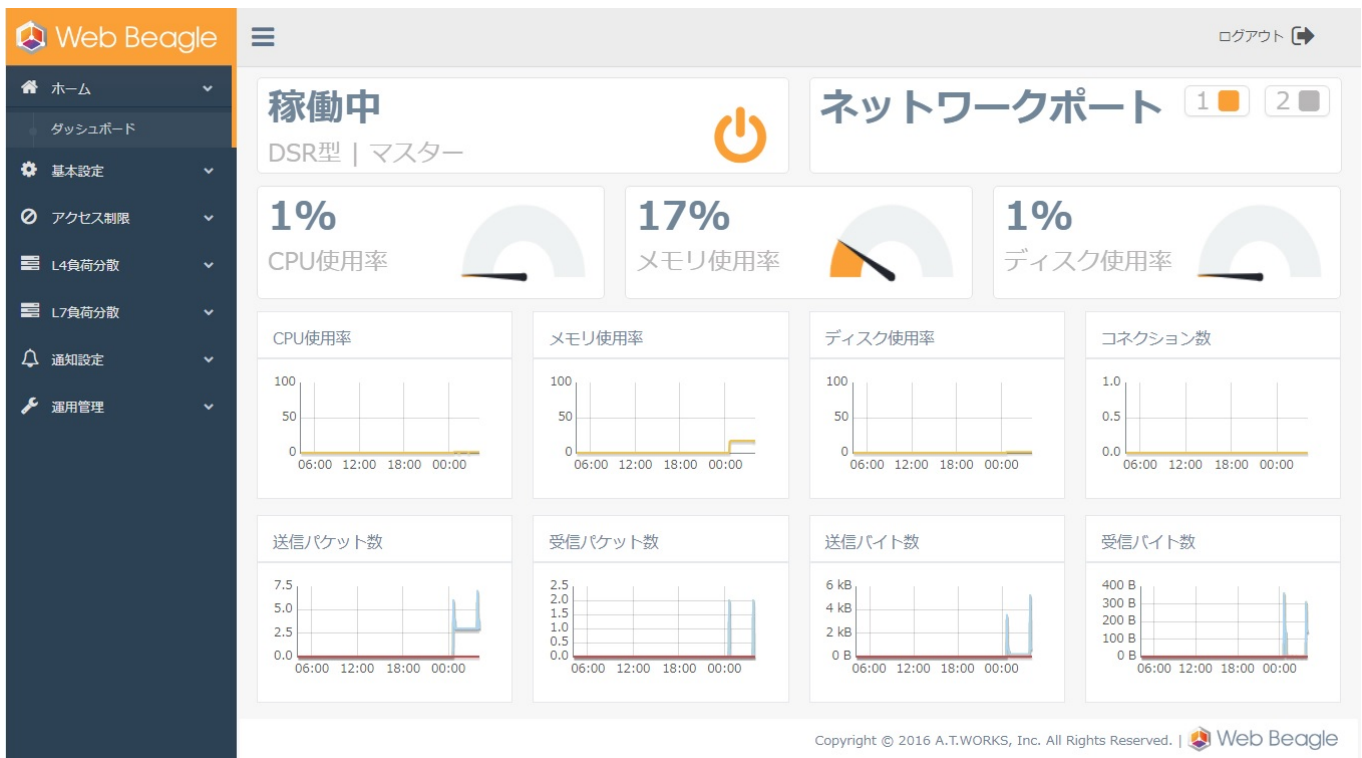 Web Beagle
ログアウト
ホーム
ダッシュボード
基本設定
アクセス制限
L4負荷分散
L7負荷分散
通知設定
運用管理
稼働中
DSR型 | マスター
ネットワークポート 1 2
1%
CPU使用率
17%
メモリ使用率
1%
ディスク使用率
CPU使用率
100
50
0
06:00 12:00 18:00 00:00
メモリ使用率
100
50
0
06:00 12:00 18:00 00:00
ディスク使用率
100
50
0
06:00 12:00 18:00 00:00
コネクション数
1.0
0.5
0.0
06:00 12:00 18:00 00:00
送信パケット数
7.5
5.0
2.5
0.0
06:00 12:00 18:00 00:00
受信パケット数
2.5
2.0
1.5
1.0
0.5
0.0
06:00 12:00 18:00 00:00
送信バイト数
6 kB
4 kB
2 kB
0 B
06:00 12:00 18:00 00:00
受信バイト数
400 B
300 B
200 B
100 B
0 B
06:00 12:00 18:00 00:00
Copyright © 2016 A.T.WORKS, Inc. All Rights Reserved. | Web Beagle